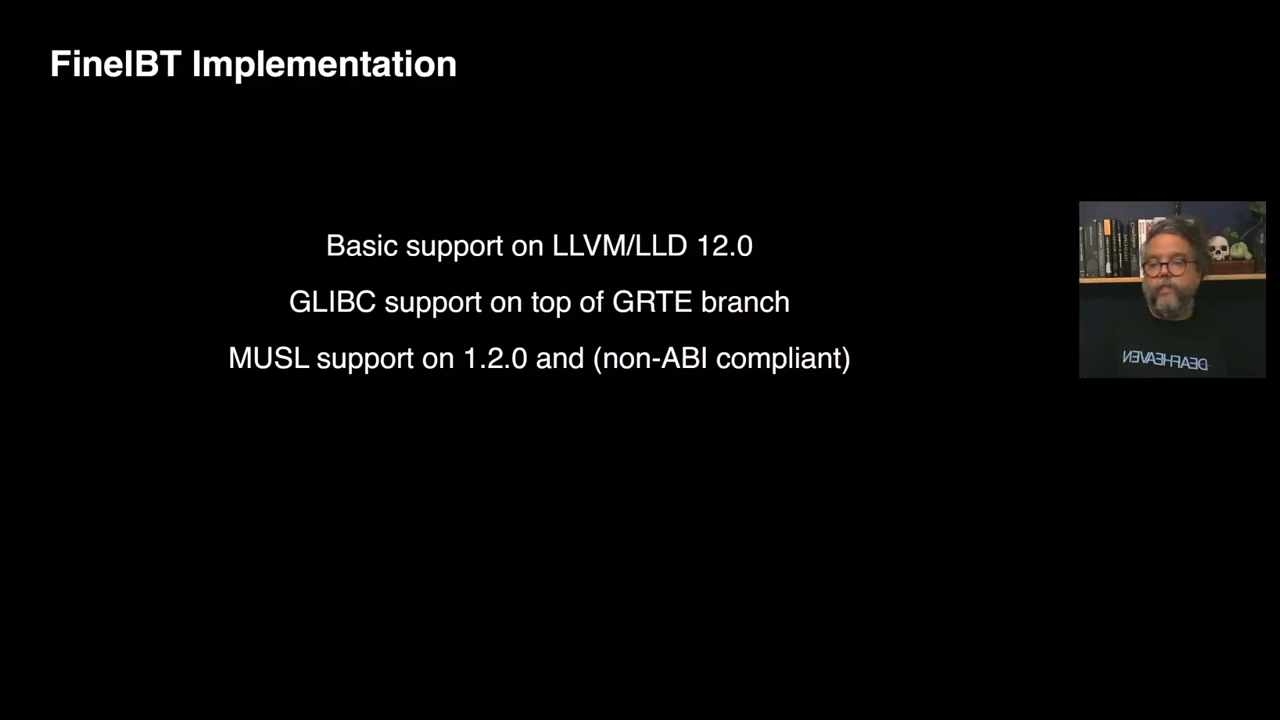 FineIBT Implementation
Basic support on LLVM/LLD 12.0
GLIBC support on top of GRTE branch
MUSL support on 1.2.0 and (non-ABI compliant)
DEAFHEAVEN